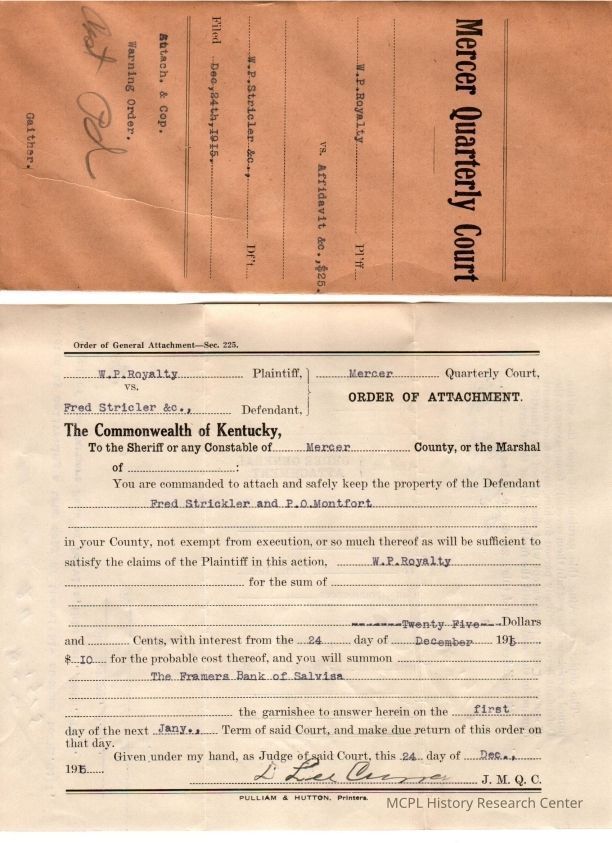 Mercer Quarterly Court
W.P.Royalty Pl'ff
vs. Affidavit &c.,$25.
W.P.Stricler &c., Df't.
Filed Dec,24th,1915.
Attach. & Cop.
Warning Order.
Cost Pd
Gaither.
Order of General Attachment—Sec. 225.
W.P.Royalty Plaintiff,
vs.
Fred Stricler &c., Defendant,
Mercer Quarterly Court,
ORDER OF ATTACHMENT.
The Commonwealth of Kentucky,
To the Sheriff or any Constable of Mercer County, or the Marshal
of :
You are commanded to attach and safely keep the property of the Defendant
Fred Strickler and P.O.Montfort
in your County, not exempt from execution, or so much thereof as will be sufficient to
satisfy the claims of the Plaintiff in this action, W.P.Royalty
for the sum of
-------Twenty Five---Dollars
and Cents, with interest from the 24 day of December 1915
$ 10 for the probable cost thereof, and you will summon
The Framers Bank of Salvisa
the garnishee to answer herein on the first
day of the next Jany., Term of said Court, and make due return of this order on
that day.
Given under my hand, as Judge of said Court, this 24 day of Dec.,
1915
D Lee J. M. Q. C.
PULLIAM & HUTTON, Printers.
MCPL History Research Center